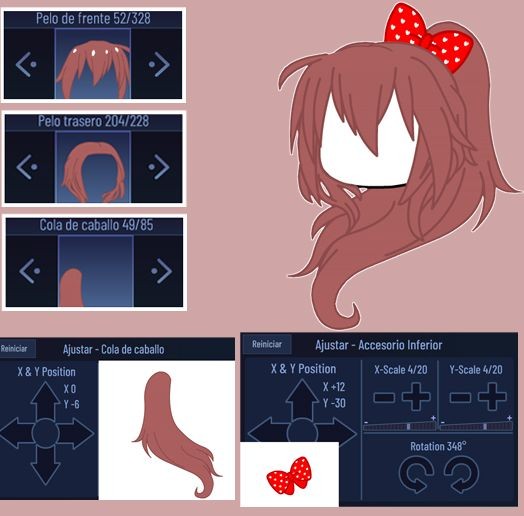 Pelo de frente 52/328
Pelo trasero 204/228
Cola de caballo 49/85
Reiniciar
Ajustar - Cola de caballo
X & Y Position
X 0
Y -6
Reiniciar
Ajustar - Accesorio Inferior
X & Y Position
X +12
Y -30
X-Scale 4/20
- +
Y-Scale 4/20
- +
Rotation 348°